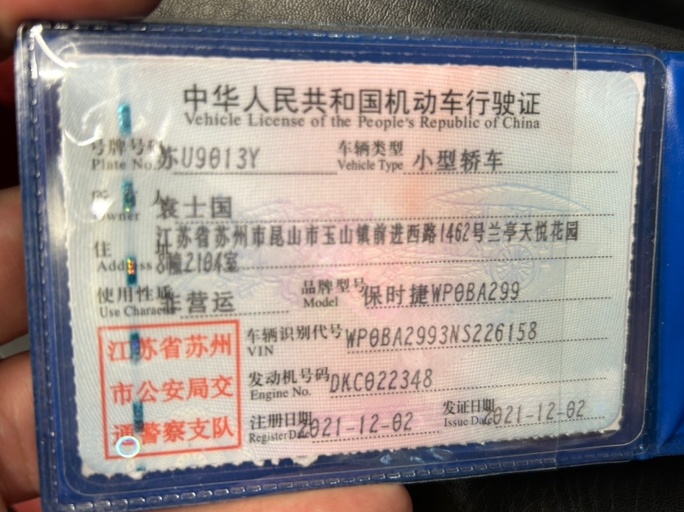 中华人民共和国机动车行驶证
Vehicle License of the People's Republic of China
号牌号码 苏U9013Y 车辆类型 小型轿车
Plate No. Vehicle Type
所有人 袁士国
Owner
住址 江苏省苏州市昆山市玉山镇前进西路1462号兰亭天悦花园
Address 幢2104室
使用性质 非营运 品牌型号 保时捷WP0BA299
Use Character Model
江苏省苏州 车辆识别代号 WP0BA2993NS226158
VIN
市公安局交 发动机号码 DKC022348
Engine No.
通警察支队 注册日期 2021-12-02 发证日期 2021-12-02
Register Date Issue Date